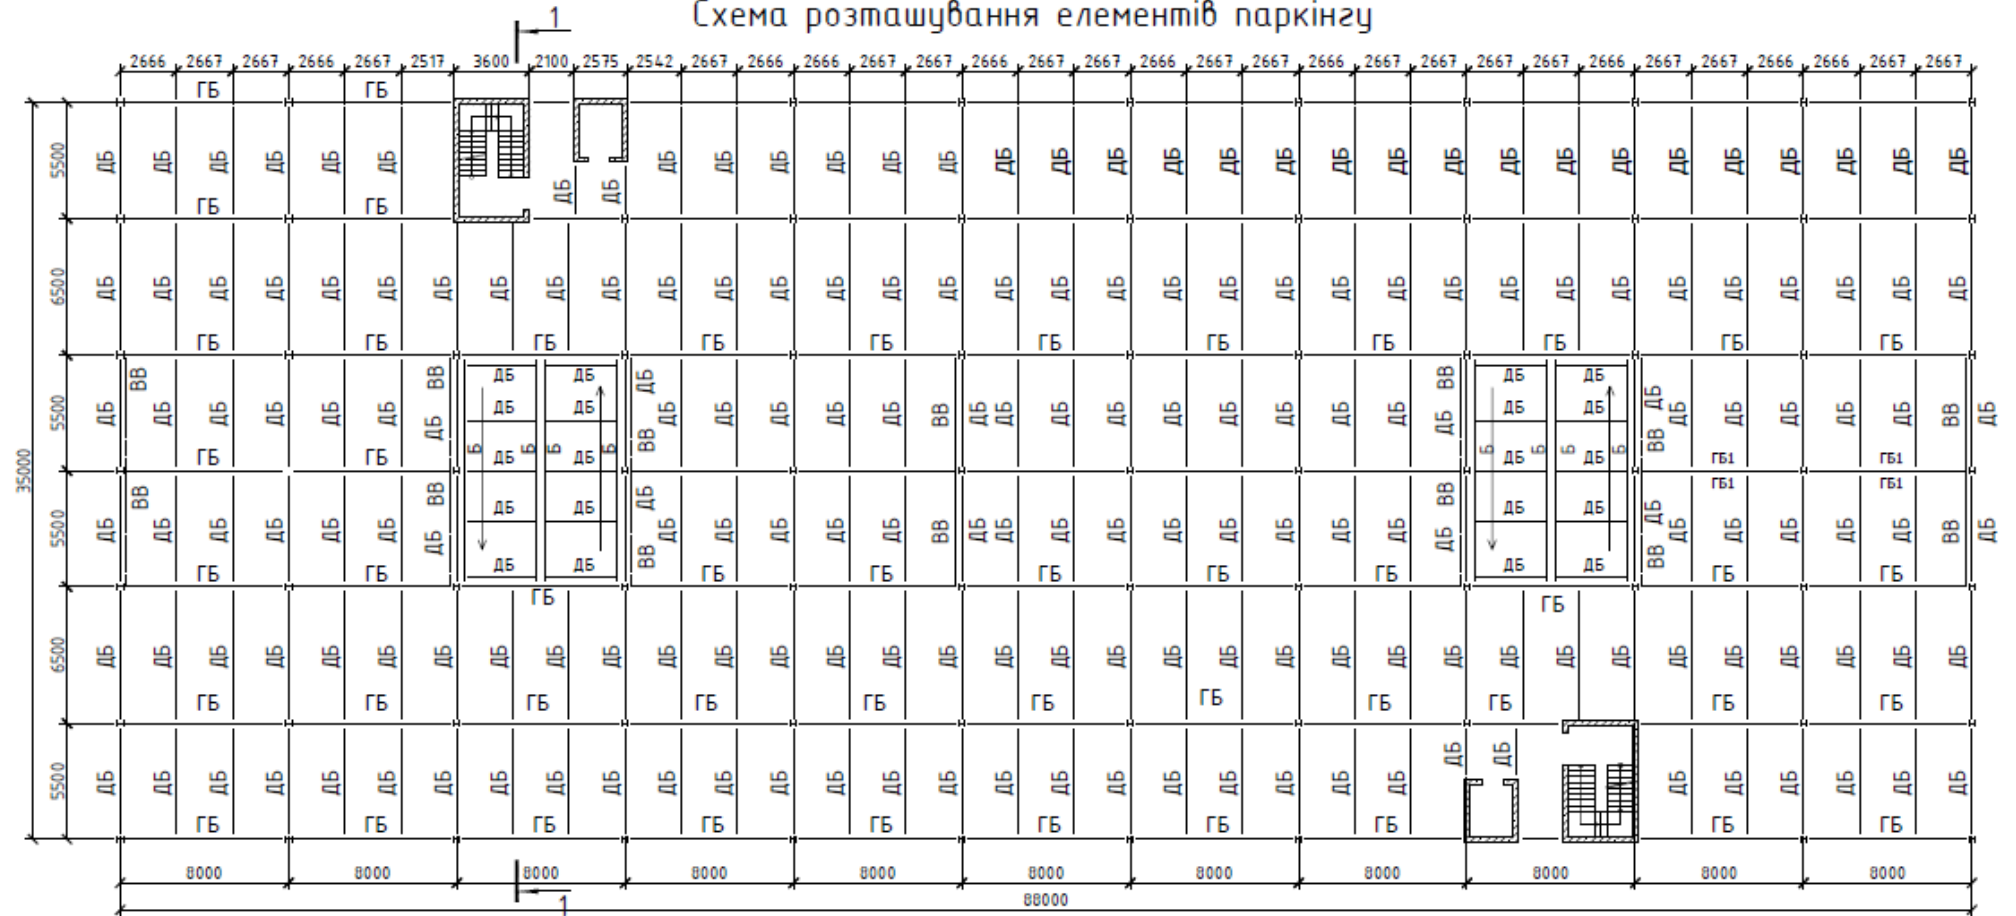 1
Схема розташування елементів паркінгу
2666 2667 2667 2666 2667 2517 3600 2100 2575 2542 2667 2666 2666 2667 2667 2666 2667 2667 2666 2667 2667 2666 2667 2667 2667 2667 2666 2667 2667 2666 2666 2667 2667
ГБ ГБ
5500 ДБ ДБ ДБ ДБ ДБ ДБ ДБ ДБ ДБ ДБ ДБ ДБ ДБ ДБ ДБ ДБ ДБ ДБ ДБ ДБ ДБ ДБ ДБ ДБ ДБ ДБ ДБ ДБ ДБ ДБ
ДБ ДБ
ГБ ГБ
6500 ДБ ДБ ДБ ДБ ДБ ДБ ДБ ДБ ДБ ДБ ДБ ДБ ДБ ДБ ДБ ДБ ДБ ДБ ДБ ДБ ДБ ДБ ДБ ДБ ДБ ДБ ДБ ДБ ДБ ДБ ДБ ДБ ДБ ДБ
ГБ ГБ ГБ ГБ ГБ ГБ ГБ ГБ ГБ ГБ ГБ
ВВ ВВ ДБ ДБ ДБ ВВ ДБ ДБ ДБ
5500 ДБ ДБ ДБ ДБ ДБ ДБ ДБ ДБ ДБ ДБ ДБ ДБ ДБ ДБ ВВ ДБ ДБ ДБ ДБ ДБ ДБ ДБ ДБ ДБ ДБ ДБ ДБ ДБ ДБ ДБ ДБ ДБ ВВ ДБ
ГБ ГБ Б ДБ Б Б ДБ Б ВВ Б ДБ Б Б ДБ Б ВВ ГБ1 ГБ1
35000
ГБ1 ГБ1
ВВ ВВ ДБ ДБ ДБ ВВ ДБ ДБ ДБ
5500 ДБ ДБ ДБ ДБ ДБ ДБ ДБ ДБ ДБ ДБ ДБ ДБ ВВ ДБ ДБ ДБ ДБ ДБ ДБ ДБ ДБ ДБ ДБ ДБ ДБ ДБ ДБ ДБ ВВ ДБ
ГБ ГБ ДБ ДБ ВВ ГБ ГБ ГБ ГБ ГБ ДБ ДБ ВВ ГБ ГБ
ГБ ГБ
6500 ДБ ДБ ДБ ДБ ДБ ДБ ДБ ДБ ДБ ДБ ДБ ДБ ДБ ДБ ДБ ДБ ДБ ДБ ДБ ДБ ДБ ДБ ДБ ДБ ДБ ДБ ДБ ДБ ДБ ДБ ДБ ДБ ДБ ДБ
ГБ ГБ ГБ ГБ ГБ ГБ ГБ ГБ ГБ ГБ ГБ
ДБ ДБ
5500 ДБ ДБ ДБ ДБ ДБ ДБ ДБ ДБ ДБ ДБ ДБ ДБ ДБ ДБ ДБ ДБ ДБ ДБ ДБ ДБ ДБ ДБ ДБ ДБ ДБ ДБ ДБ ДБ ДБ ДБ
ГБ ГБ ГБ ГБ ГБ ГБ ГБ ГБ ГБ ГБ
8000 8000 8000 8000 8000 8000 8000 8000 8000 8000 8000
88000
1